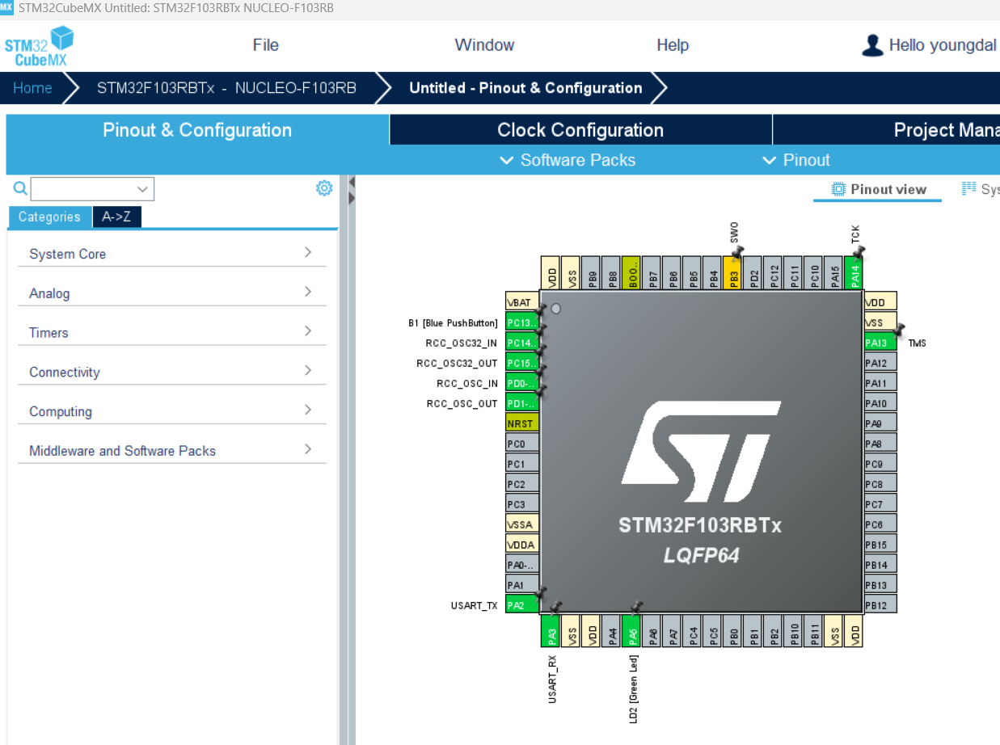 MX STM32CubeMX Untitled: STM32F103RBTx NUCLEO-F103RB
STM32
CubeMX
File
Window
Help
Hello youngdal
Home
STM32F103RBTx - NUCLEO-F103RB
Untitled - Pinout & Configuration
Pinout & Configuration
Clock Configuration
Project Mana
Software Packs
Pinout
Categories
A->Z
Pinout view
Sys
System Core
Analog
Timers
Connectivity
Computing
Middleware and Software Packs
SWO
TCK
VDD
VSS
PB9
PB8
BOO..
PB7
PB6
PB5
PB4
PB3
PD2
PC12
PC11
PC10
PA15
PA14
VBAT
B1 [Blue PushButton] PC13..
RCC_OSC32_IN PC14..
RCC_OSC32_OUT PC15..
RCC_OSC_IN PD0-..
RCC_OSC_OUT PD1-..
NRST
PC0
PC1
PC2
PC3
VSSA
VDDA
PA0-..
PA1
USART_TX PA2
VDD
VSS
PA13 TMS
PA12
PA11
PA10
PA9
PA8
PC9
PC8
PC7
PC6
PB15
PB14
PB13
PB12
ST
STM32F103RBTx
LQFP64
PA3
VSS
VDD
PA4
PA5
PA6
PA7
PC4
PC5
PB0
PB1
PB2
PB10
PB11
VSS
VDD
USART_RX
LD2 [Green Led]